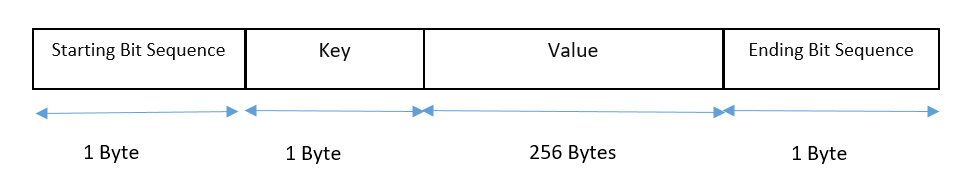 Starting Bit Sequence Key Value Ending Bit Sequence
1 Byte 1 Byte 256 Bytes 1 Byte